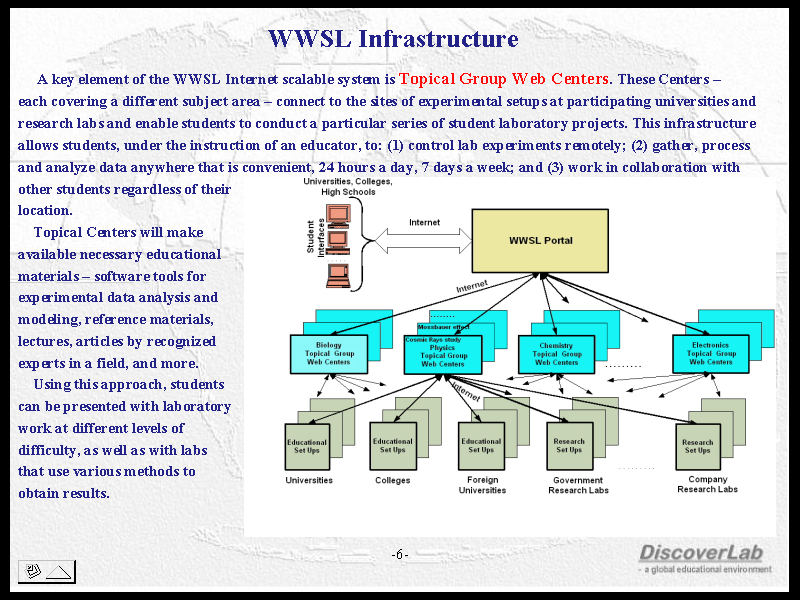 WWSL Infrastructure
A key element of the WWSL Internet scalable system is Topical Group Web Centers. These Centers –
each covering a different subject area – connect to the sites of experimental setups at participating universities and
research labs and enable students to conduct a particular series of student laboratory projects. This infrastructure
allows students, under the instruction of an educator, to: (1) control lab experiments remotely; (2) gather, process
and analyze data anywhere that is convenient, 24 hours a day, 7 days a week; and (3) work in collaboration with
other students regardless of their
location.
Topical Centers will make
available necessary educational
materials – software tools for
experimental data analysis and
modeling, reference materials,
lectures, articles by recognized
experts in a field, and more.
Using this approach, students
can be presented with laboratory
work at different levels of
difficulty, as well as with labs
that use various methods to
obtain results.
Universities, Colleges,
High Schools
Student
Interfaces
Internet
WWSL Portal
Internet
Biology
Topical Group
Web Centers
........
Mossbauer effect
Cosmic Rays study
Physics
Topical Group
Web Centers
Chemistry
Topical Group
Web Centers
.........
Electronics
Topical Group
Web Centers
Internet
Educational
Set Ups
Educational
Set Ups
Educational
Set Ups
Research
Set Ups
.........
Research
Set Ups
Universities
Colleges
Foreign
Universities
Government
Research Labs
Company
Research Labs
-6-
DiscoverLab
- a global educational environment